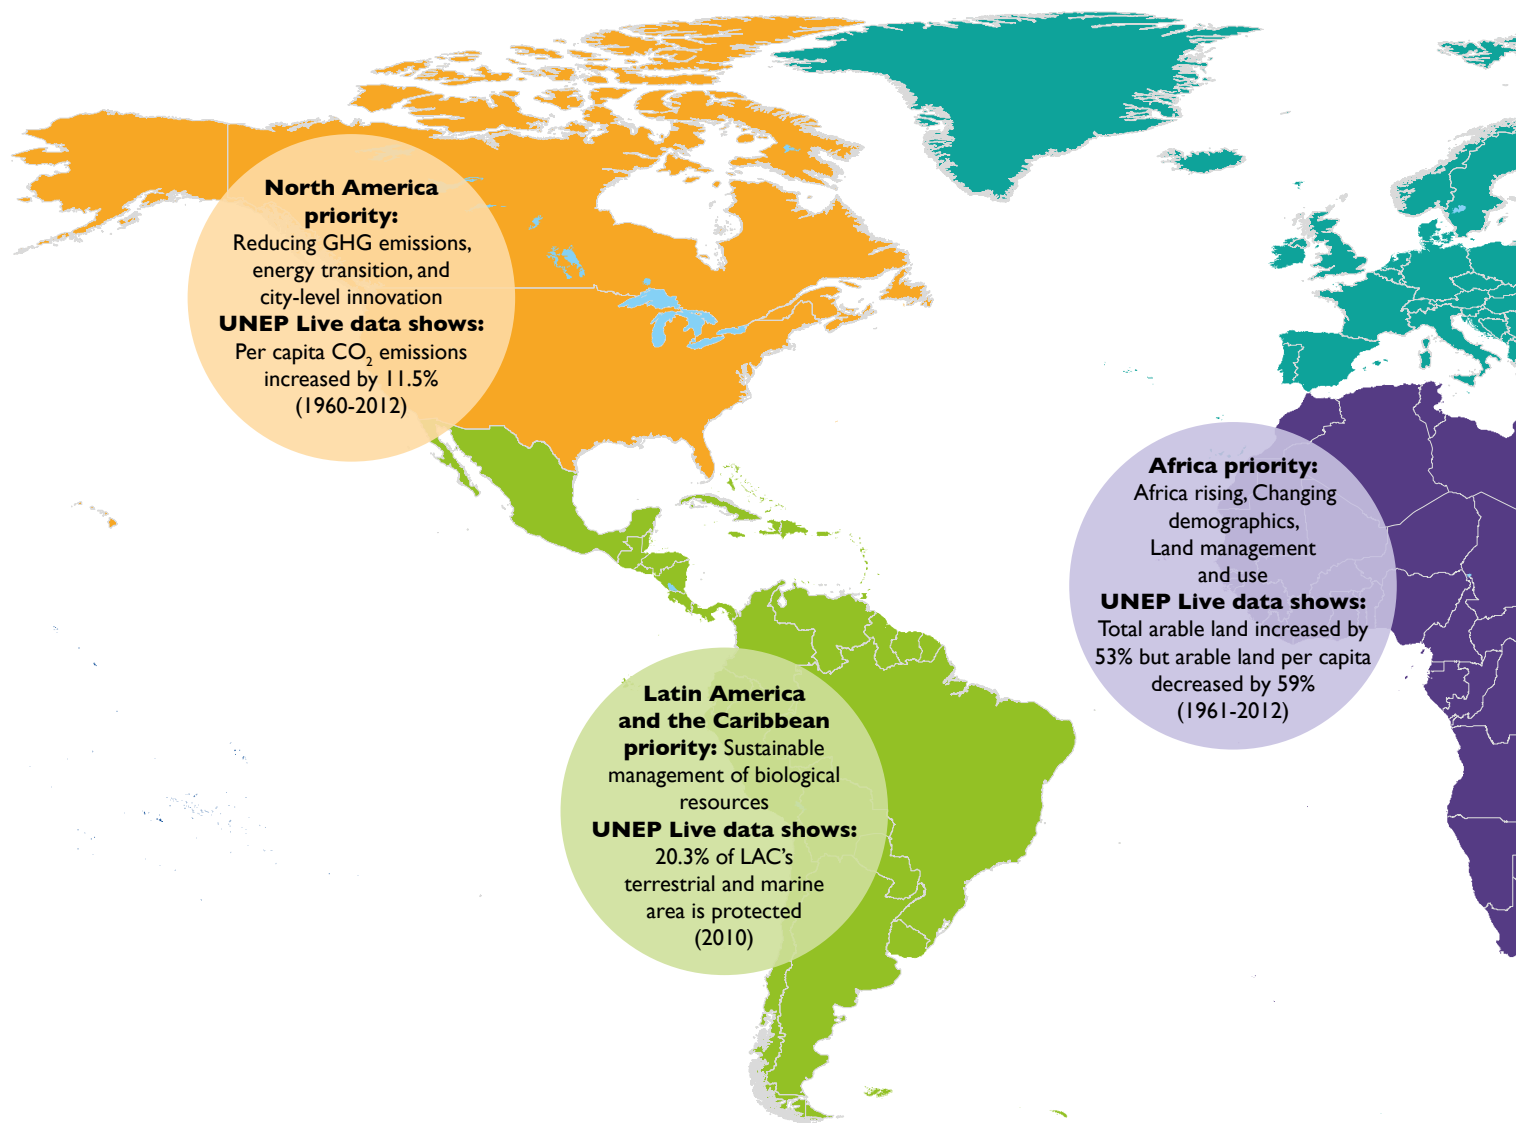 North America
priority:
Reducing GHG emissions,
energy transition, and
city-level innovation
UNEP Live data shows:
Per capita CO₂ emissions
increased by 11.5%
(1960-2012)
Africa priority:
Africa rising, Changing
demographics,
Land management
and use
UNEP Live data shows:
Total arable land increased by
53% but arable land per capita
decreased by 59%
(1961-2012)
Latin America
and the Caribbean
priority: Sustainable
management of biological
resources
UNEP Live data shows:
20.3% of LAC’s
terrestrial and marine
area is protected
(2010)